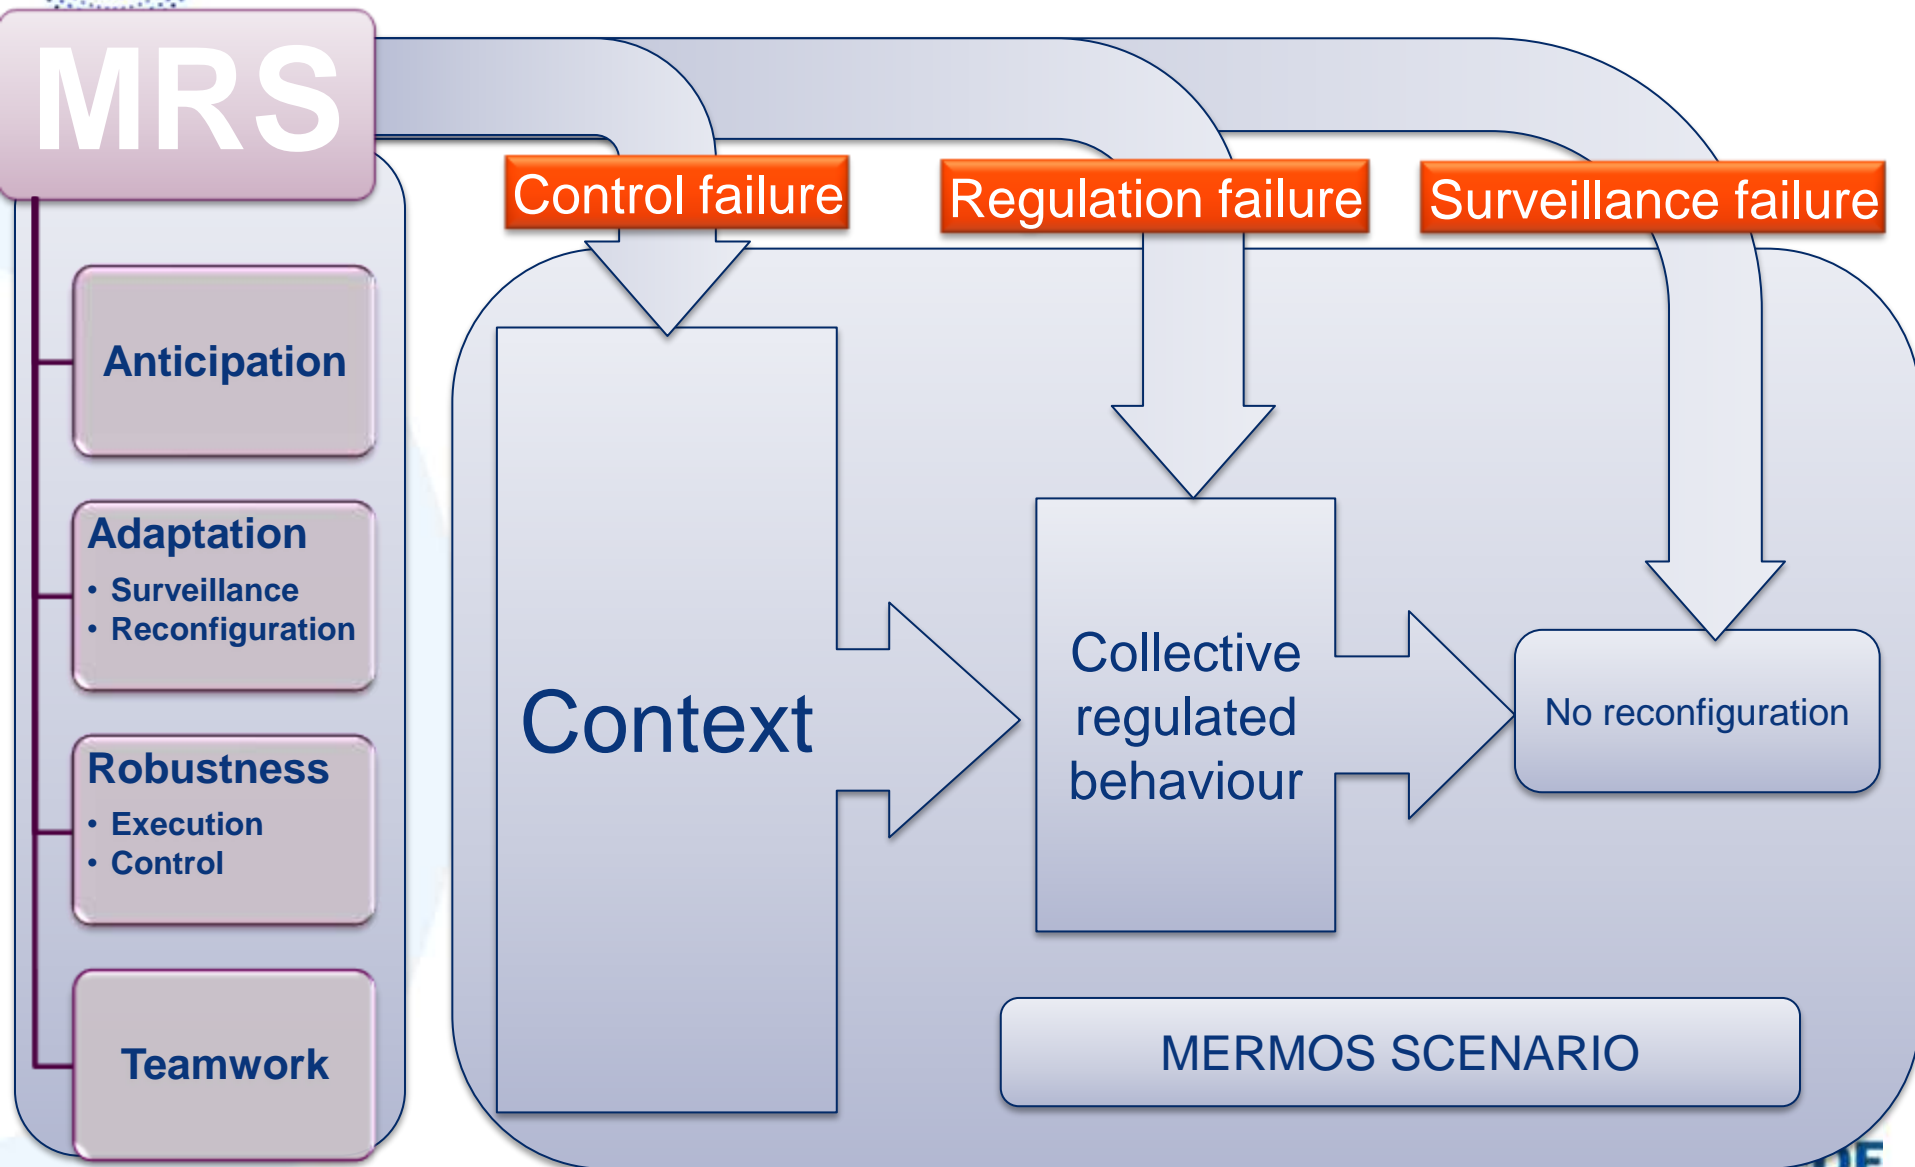 MRS
Control failure
Regulation failure
Surveillance failure
Anticipation
Adaptation
• Surveillance
• Reconfiguration
Robustness
• Execution
• Control
Teamwork
Context
Collective
regulated
behaviour
No reconfiguration
MERMOS SCENARIO